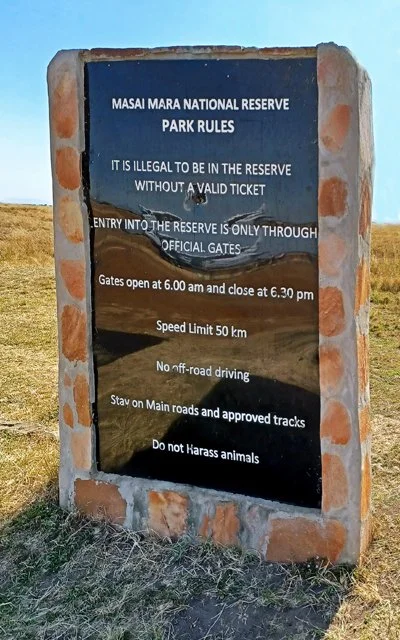 MASAI MARA NATIONAL RESERVE
PARK RULES
IT IS ILLEGAL TO BE IN THE RESERVE
WITHOUT A VALID TICKET
ENTRY INTO THE RESERVE IS ONLY THROUGH
OFFICIAL GATES
Gates open at 6.00 am and close at 6.30 pm
Speed Limit 50 km
No off-road driving
Stay on Main roads and approved tracks
Do not Harass animals